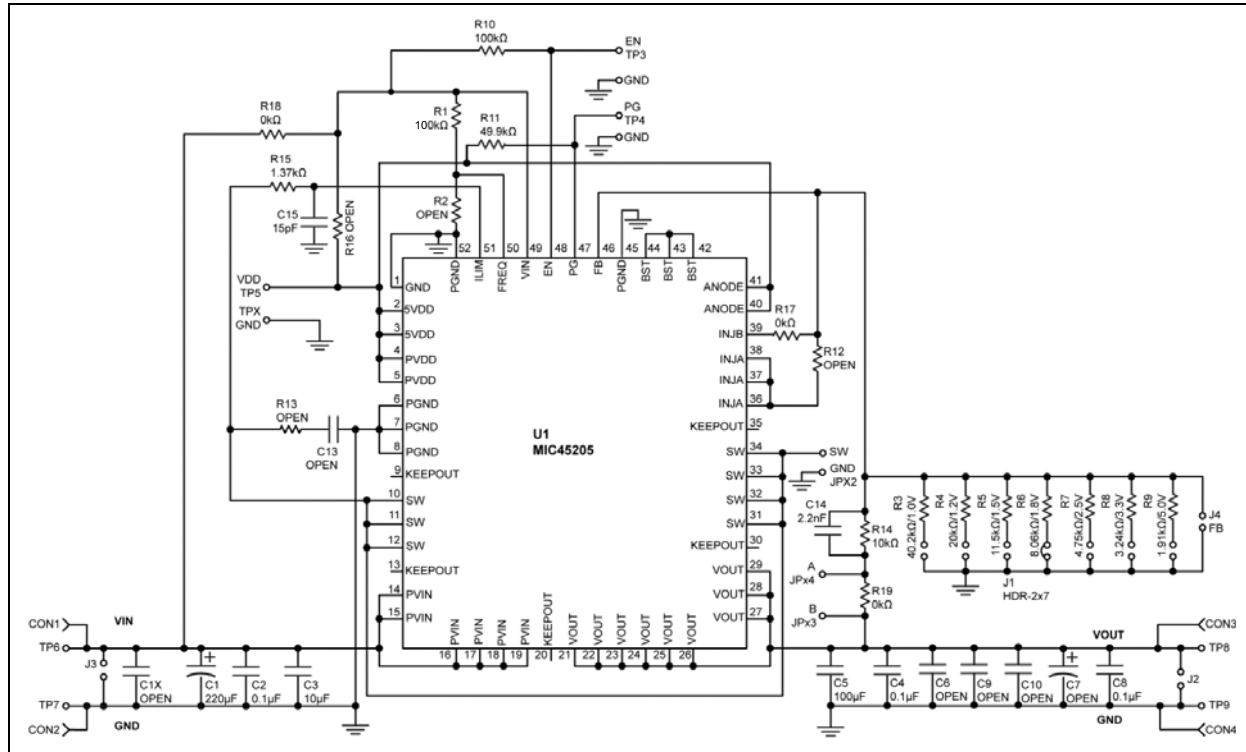 R10
100kΩ
EN
TP3
GND
R18
0kΩ
R1
100kΩ
R11
49.9kΩ
PG
TP4
GND
R15
1.37kΩ
C15
15pF
R16 OPEN
R2
OPEN
52 51 50 49 48 47 46 45 44 43 42
PGND ILIM FREQ VIN EN PG FB PGND BST BST BST
VDD
TP5
TPX
GND
1 GND
2 5VDD
3 5VDD
4 PVDD
5 PVDD
6 PGND
7 PGND
8 PGND
9 KEEPOUT
10 SW
11 SW
12 SW
13 KEEPOUT
14 PVIN
15 PVIN
R13
OPEN
C13
OPEN
U1
MIC45205
ANODE 41
ANODE 40
INJB 39
INJA 38
INJA 37
INJA 36
KEEPOUT 35
SW 34
SW 33
SW 32
SW 31
KEEPOUT 30
VOUT 29
VOUT 28
VOUT 27
R17
0kΩ
R12
OPEN
SW
GND
JPX2
C14
2.2nF
R14
10kΩ
A
JPx4
R19
0kΩ
B
JPx3
R3
40.2kΩ/1.0V
R4
20kΩ/1.2V
R5
11.5kΩ/1.5V
R6
8.06kΩ/1.8V
R7
4.75kΩ/2.5V
R8
3.24kΩ/3.3V
R9
1.91kΩ/5.0V
J4
FB
J1
HDR-2x7
PVIN PVIN PVIN PVIN KEEPOUT VOUT VOUT VOUT VOUT VOUT VOUT
16 17 18 19 20 21 22 23 24 25 26
CON1
VIN
TP6
J3
C1X
OPEN
+
C1
220μF
C2
0.1μF
C3
10μF
TP7
CON2
GND
VOUT
CON3
TP8
C5
100μF
C4
0.1μF
C6
OPEN
C9
OPEN
C10
OPEN
+
C7
OPEN
C8
0.1μF
J2
TP9
GND
CON4